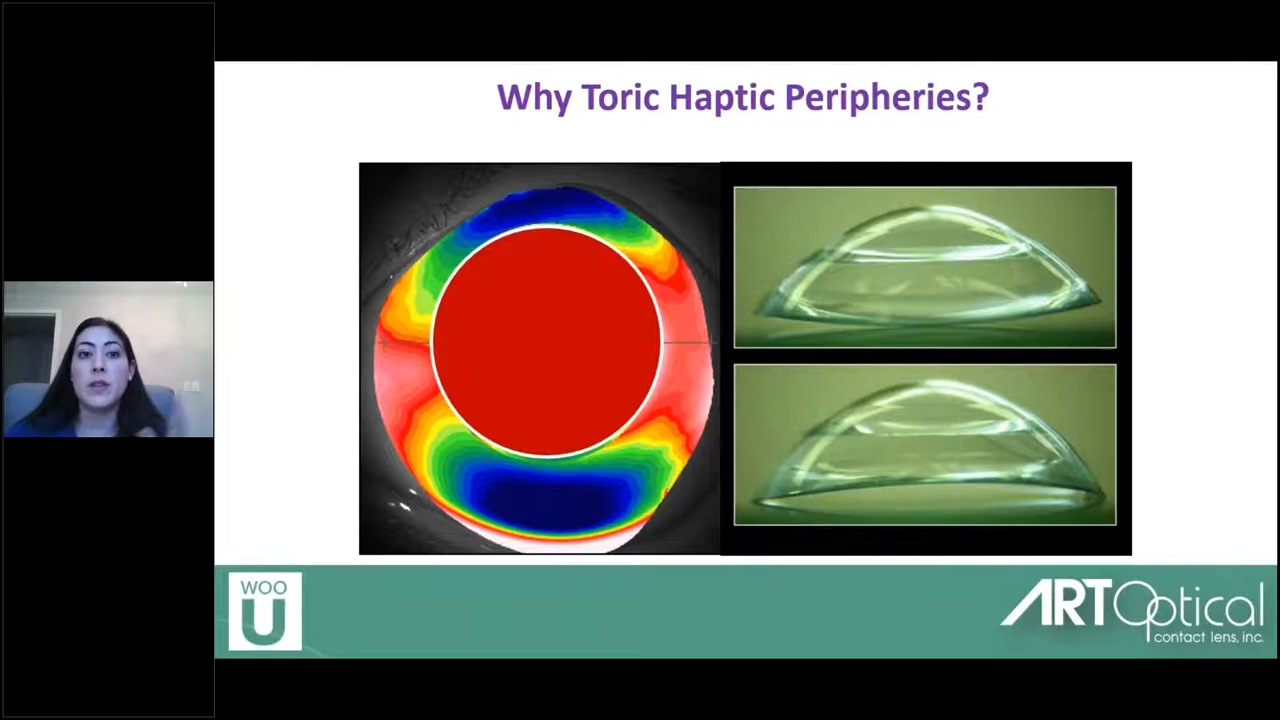 Why Toric Haptic Peripheries?
WOO
U
ARTOptical
contact lens, inc.